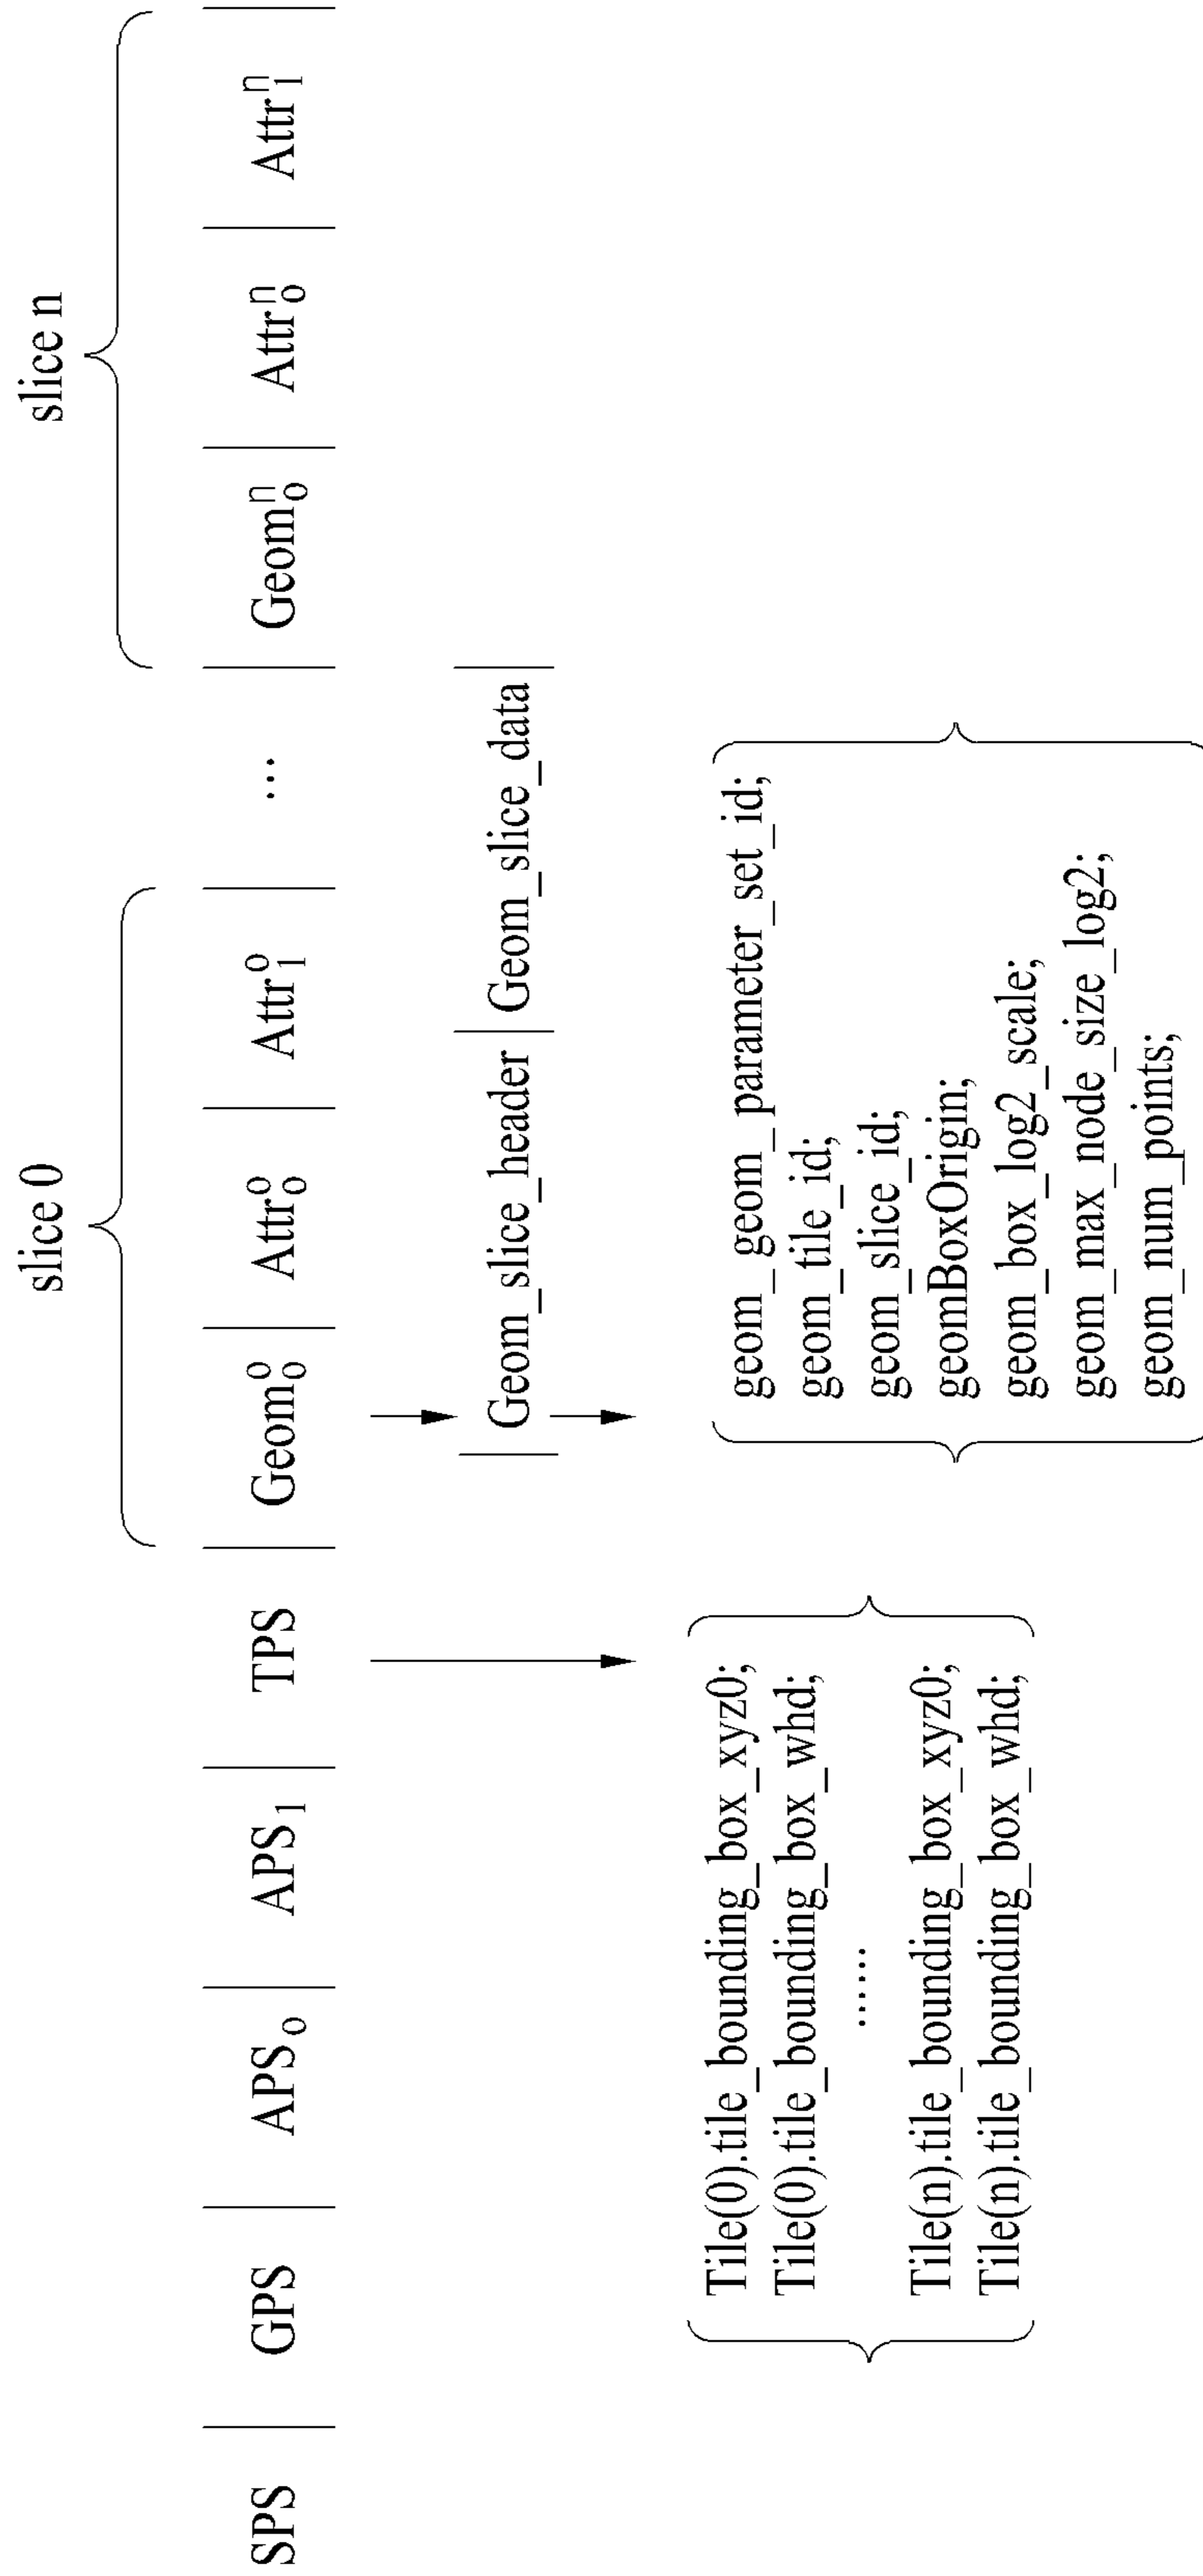 slice 0
slice n
SPS | GPS | APS₀ | APS₁ | TPS | Geom₀⁰ | Attr₀⁰ | Attr₁⁰ | ... | Geom₀ⁿ | Attr₀ⁿ | Attr₁ⁿ
| Geom_slice_header | Geom_slice_data |
Tile(0).tile_bounding_box_xyz0;
Tile(0).tile_bounding_box_whd;
......
Tile(n).tile_bounding_box_xyz0;
Tile(n).tile_bounding_box_whd;
geom_geom_parameter_set_id;
geom_tile_id;
geom_slice_id;
geomBoxOrigin;
geom_box_log2_scale;
geom_max_node_size_log2;
geom_num_points;